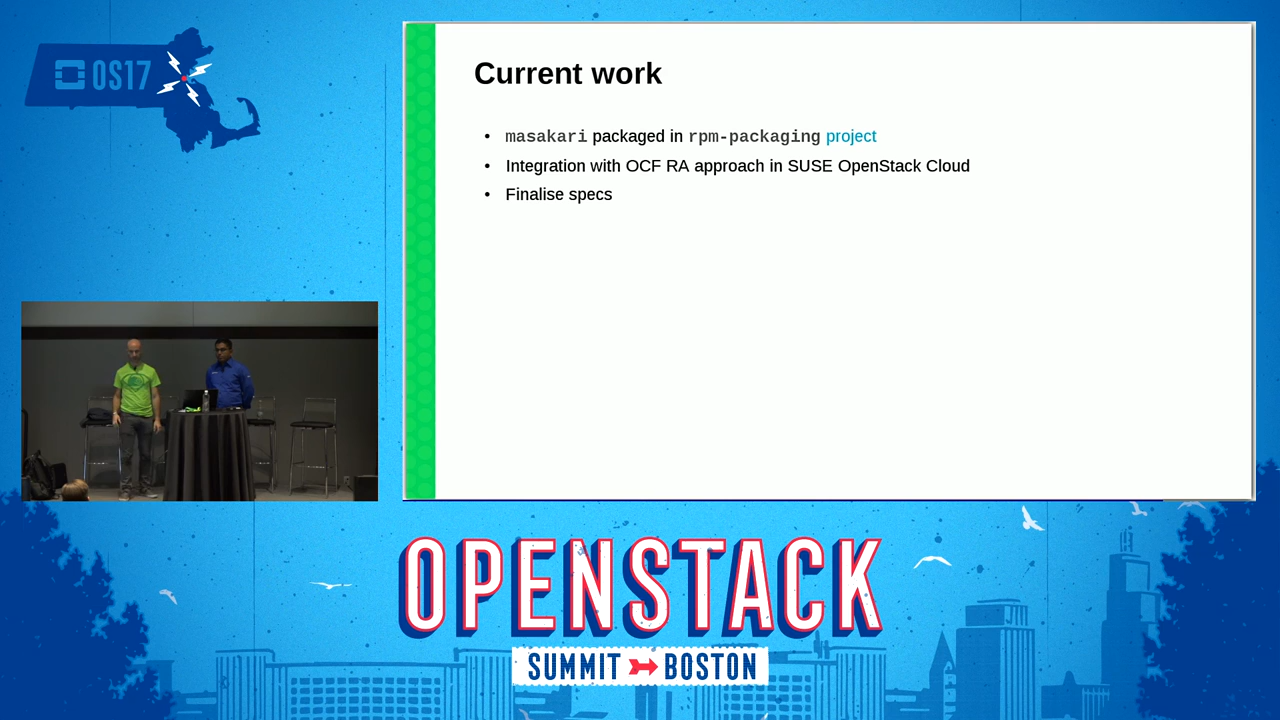 OS17
Current work
• masakari packaged in rpm-packaging project
• Integration with OCF RA approach in SUSE OpenStack Cloud
• Finalise specs
OPENSTACK
SUMMIT BOSTON